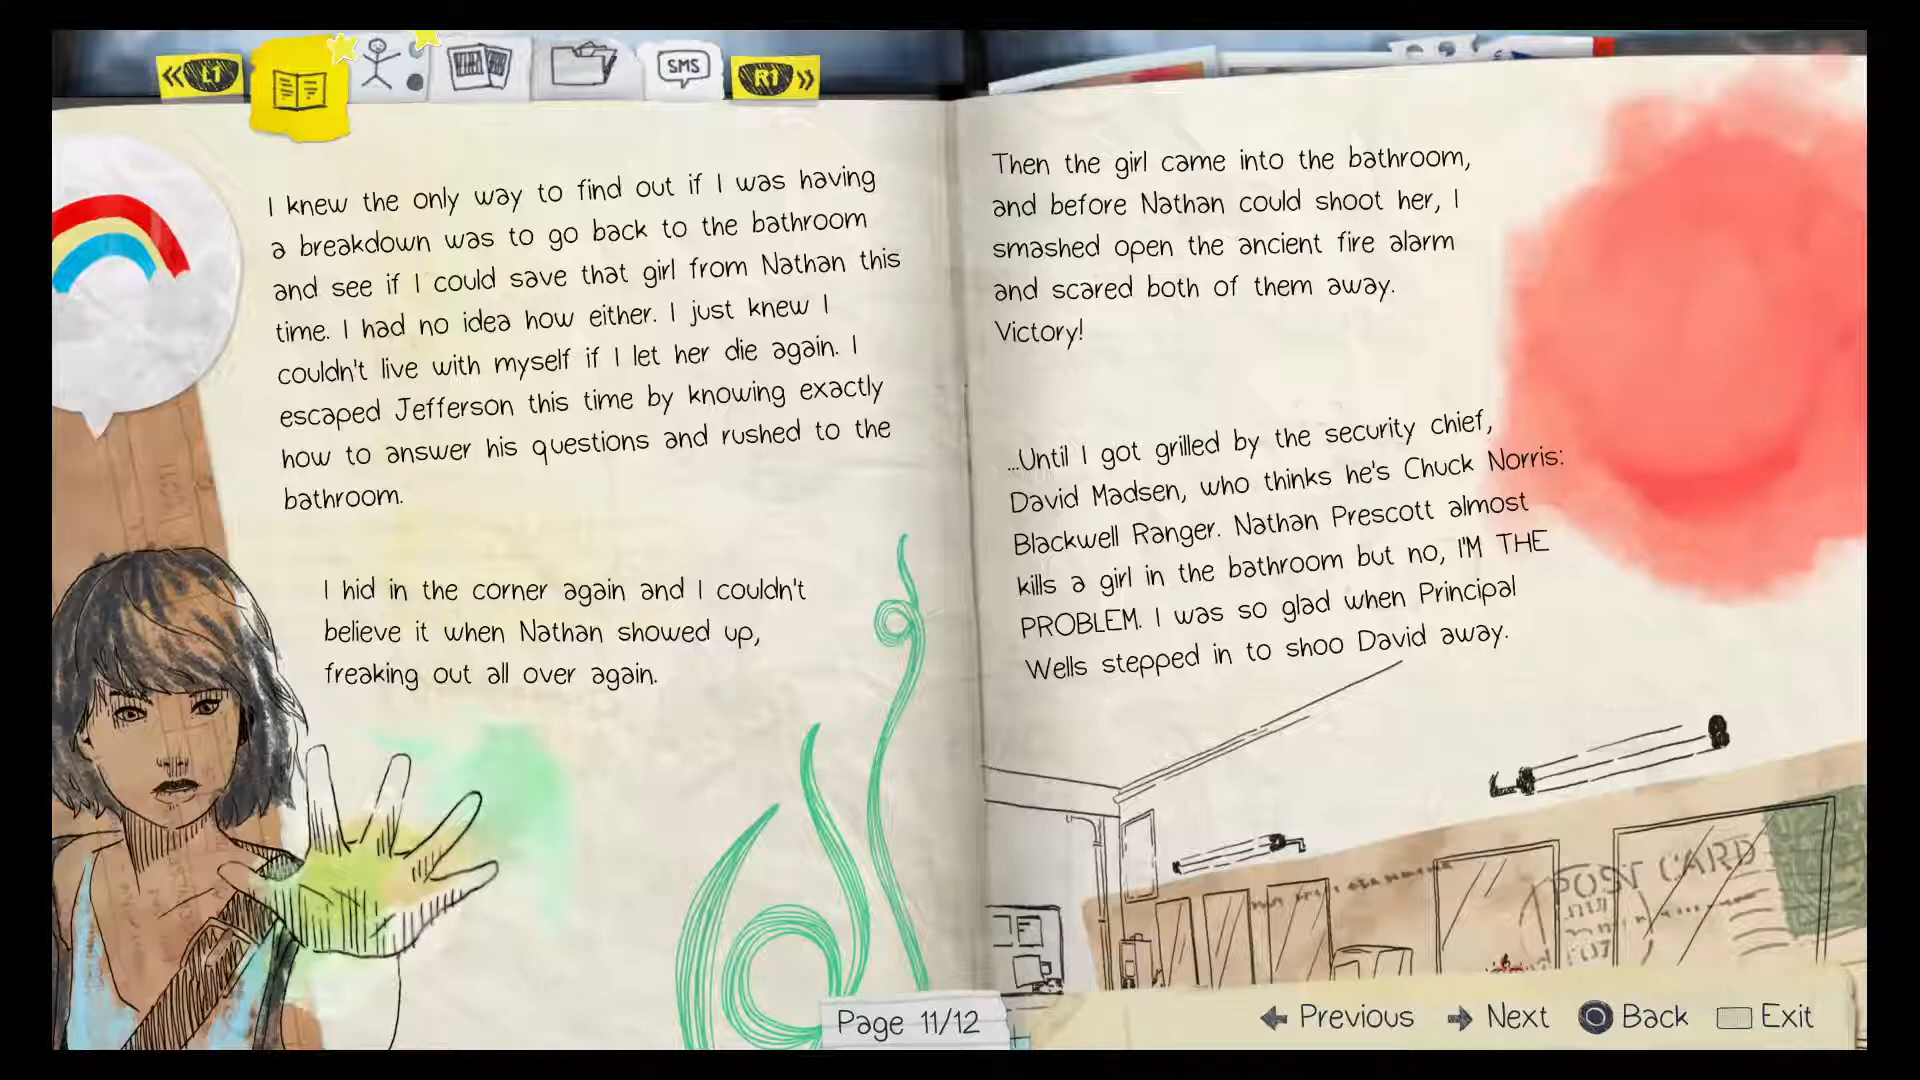 L1
SMS
R1
I knew the only way to find out if I was having
a breakdown was to go back to the bathroom
and see if I could save that girl from Nathan this
time. I had no idea how either. I just knew I
couldn't live with myself if I let her die again. I
escaped Jefferson this time by knowing exactly
how to answer his questions and rushed to the
bathroom.
I hid in the corner again and I couldn't
believe it when Nathan showed up,
freaking out all over again.
Then the girl came into the bathroom,
and before Nathan could shoot her, I
smashed open the ancient fire alarm
and scared both of them away.
Victory!
...Until I got grilled by the security chief,
David Madsen, who thinks he's Chuck Norris:
Blackwell Ranger. Nathan Prescott almost
kills a girl in the bathroom but no, I'M THE
PROBLEM. I was so glad when Principal
Wells stepped in to shoo David away.
POST CARD
Page 11/12
Previous
Next
Back
Exit